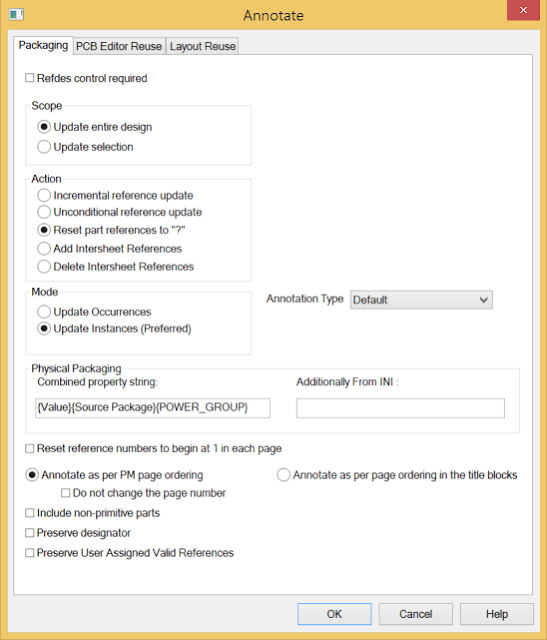 Annotate
Packaging PCB Editor Reuse Layout Reuse
Refdes control required
Scope
Update entire design
Update selection
Action
Incremental reference update
Unconditional reference update
Reset part references to "?"
Add Intersheet References
Delete Intersheet References
Mode
Update Occurrences
Update Instances (Preferred)
Annotation Type Default
Physical Packaging
Combined property string: Additionally From INI :
{Value}{Source Package}{POWER_GROUP}
Reset reference numbers to begin at 1 in each page
Annotate as per PM page ordering Annotate as per page ordering in the title blocks
Do not change the page number
Include non-primitive parts
Preserve designator
Preserve User Assigned Valid References
OK Cancel Help